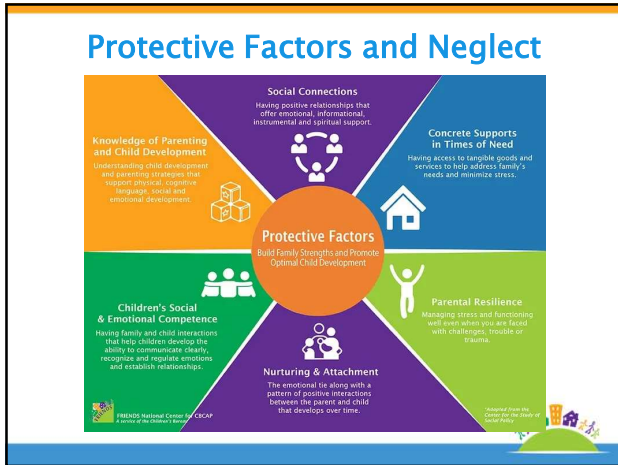 Protective Factors and Neglect
Social Connections
Having positive relationships that
offer emotional, informational,
instrumental and spiritual support.
Knowledge of Parenting
and Child Development
Understanding child development
and parenting strategies that
support physical, cognitive
language, social and
emotional development.
Concrete Supports
in Times of Need
Having access to tangible goods and
services to help address family's
needs and minimize stress.
Protective Factors
Build Family Strengths and Promote
Optimal Child Development
Children's Social
& Emotional Competence
Having family and child interactions
that help children develop the
ability to communicate clearly,
recognize and regulate emotions
and establish relationships.
Parental Resilience
Managing stress and functioning
well even when you are faced
with challenges, trouble or
trauma.
Nurturing & Attachment
The emotional tie along with a
pattern of positive interactions
between the parent and child
that develops over time.
FRIENDS National Center for CBCAP
A service of the Children's Bureau
*Adapted from the
Center for the Study of
Social Policy